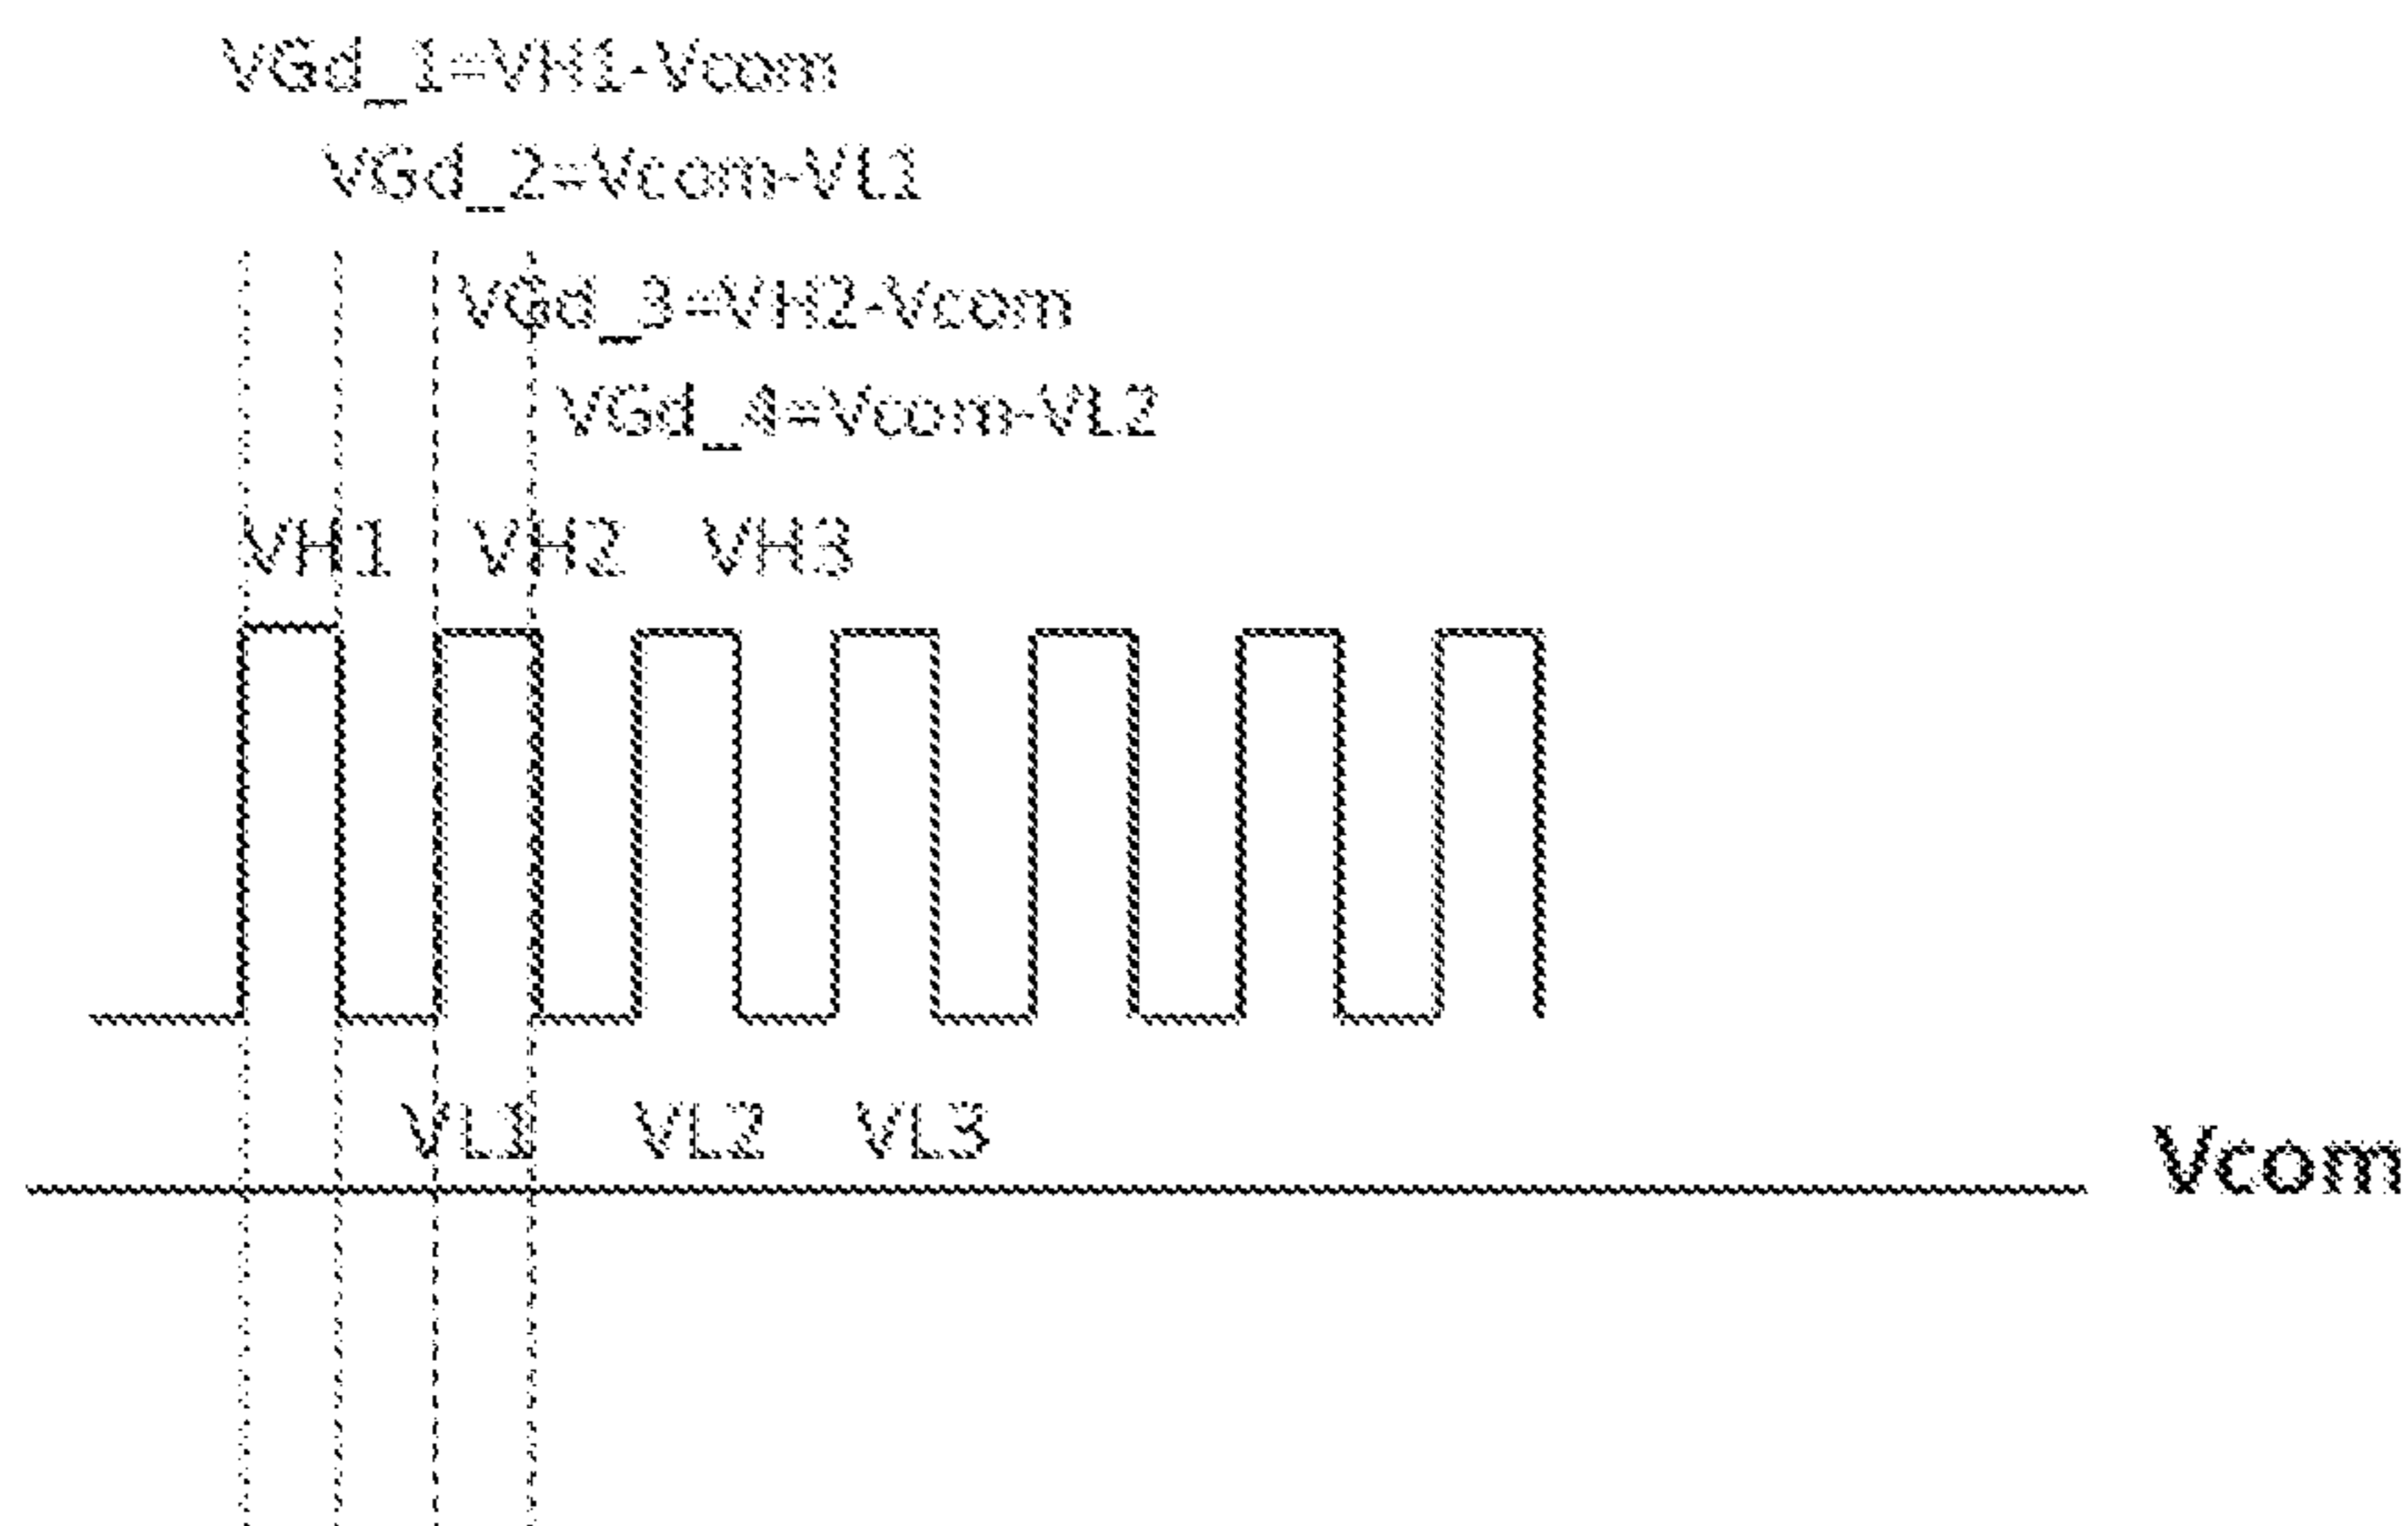 VGd_1=VH1-Vcom
VGd_2=Vcom-VL1
VGd_3=VH2-Vcom
VGd_4=Vcom-VL2
VH1 VH2 VH3
VL1 VL2 VL3
Vcom